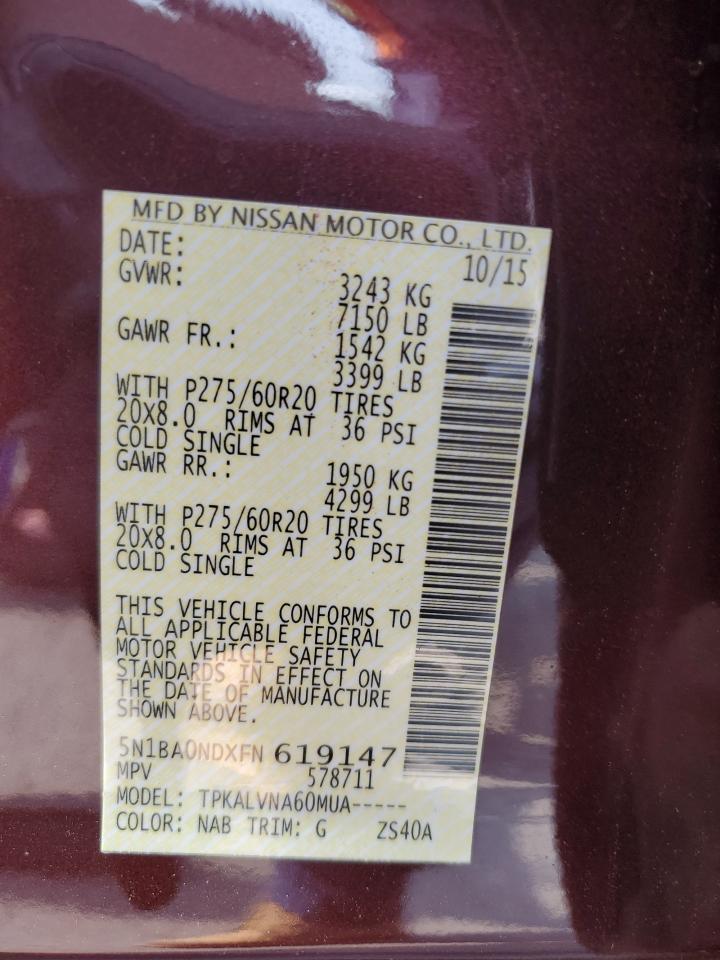 MFD BY NISSAN MOTOR CO., LTD.
DATE: 10/15
GVWR: 3243 KG
7150 LB
GAWR FR.: 1542 KG
3399 LB
WITH P275/60R20 TIRES
20X8.0 RIMS AT 36 PSI
COLD SINGLE
GAWR RR.: 1950 KG
4299 LB
WITH P275/60R20 TIRES
20X8.0 RIMS AT 36 PSI
COLD SINGLE
THIS VEHICLE CONFORMS TO
ALL APPLICABLE FEDERAL
MOTOR VEHICLE SAFETY
STANDARDS IN EFFECT ON
THE DATE OF MANUFACTURE
SHOWN ABOVE.
5N1BA0NDXFN 619147
MPV 578711
MODEL: TPKALVNA60MUA-----
COLOR: NAB TRIM: G ZS40A